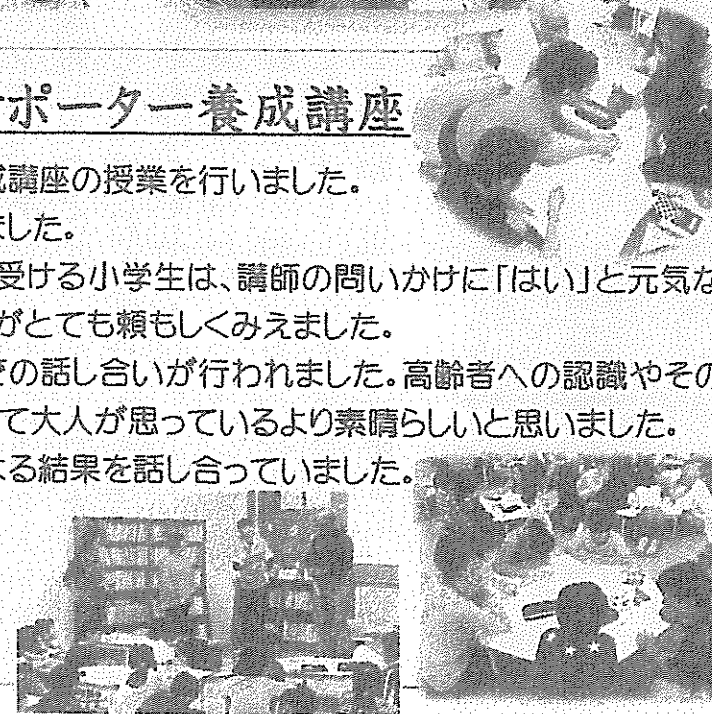 ポーター養成講座
講座の授業を行いました。
ました。
受ける小学生は、講師の問いかけに「はい」と元気な
がとても頼もしくみえました。
の話し合いが行われました。高齢者への認識やその
て大人が思っているより素晴らしいと思いました。
る結果を話し合っていました。